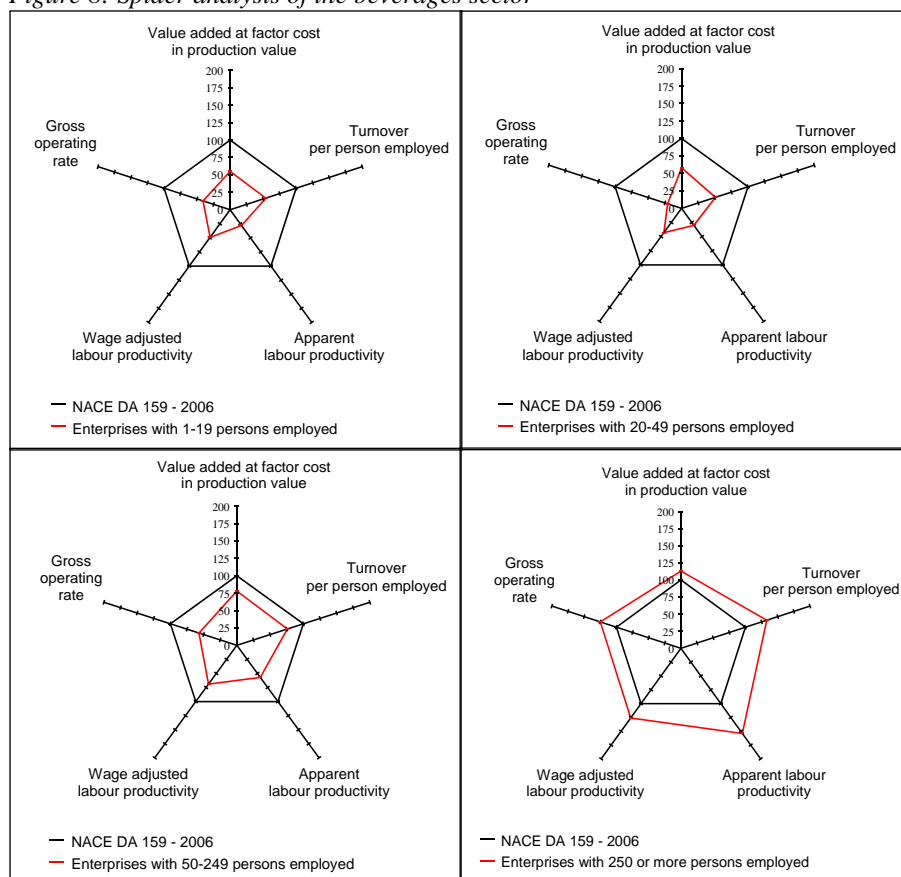 Figure 8: Spider analysis of the beverages sector
Value added at factor cost
in production value
200
175
150
125
100
75
50
25
0
Gross
operating
rate
Turnover
per person employed
Wage adjusted
labour productivity
Apparent
labour productivity
NACE DA 159 - 2006
Enterprises with 1-19 persons employed
Value added at factor cost
in production value
200
175
150
125
100
75
50
25
0
Gross
operating
rate
Turnover
per person employed
Wage adjusted
labour productivity
Apparent labour
productivity
NACE DA 159 - 2006
Enterprises with 20-49 persons employed
Value added at factor cost
in production value
200
175
150
125
100
75
50
25
0
Gross
operating
rate
Turnover
per person employed
Wage adjusted
labour productivity
Apparent
labour productivity
NACE DA 159 - 2006
Enterprises with 50-249 persons employed
Value added at factor cost
in production value
200
175
150
125
100
75
50
25
0
Gross
operating
rate
Turnover
per person employed
Wage adjusted
labour productivity
Apparent labour
productivity
NACE DA 159 - 2006
Enterprises with 250 or more persons employed